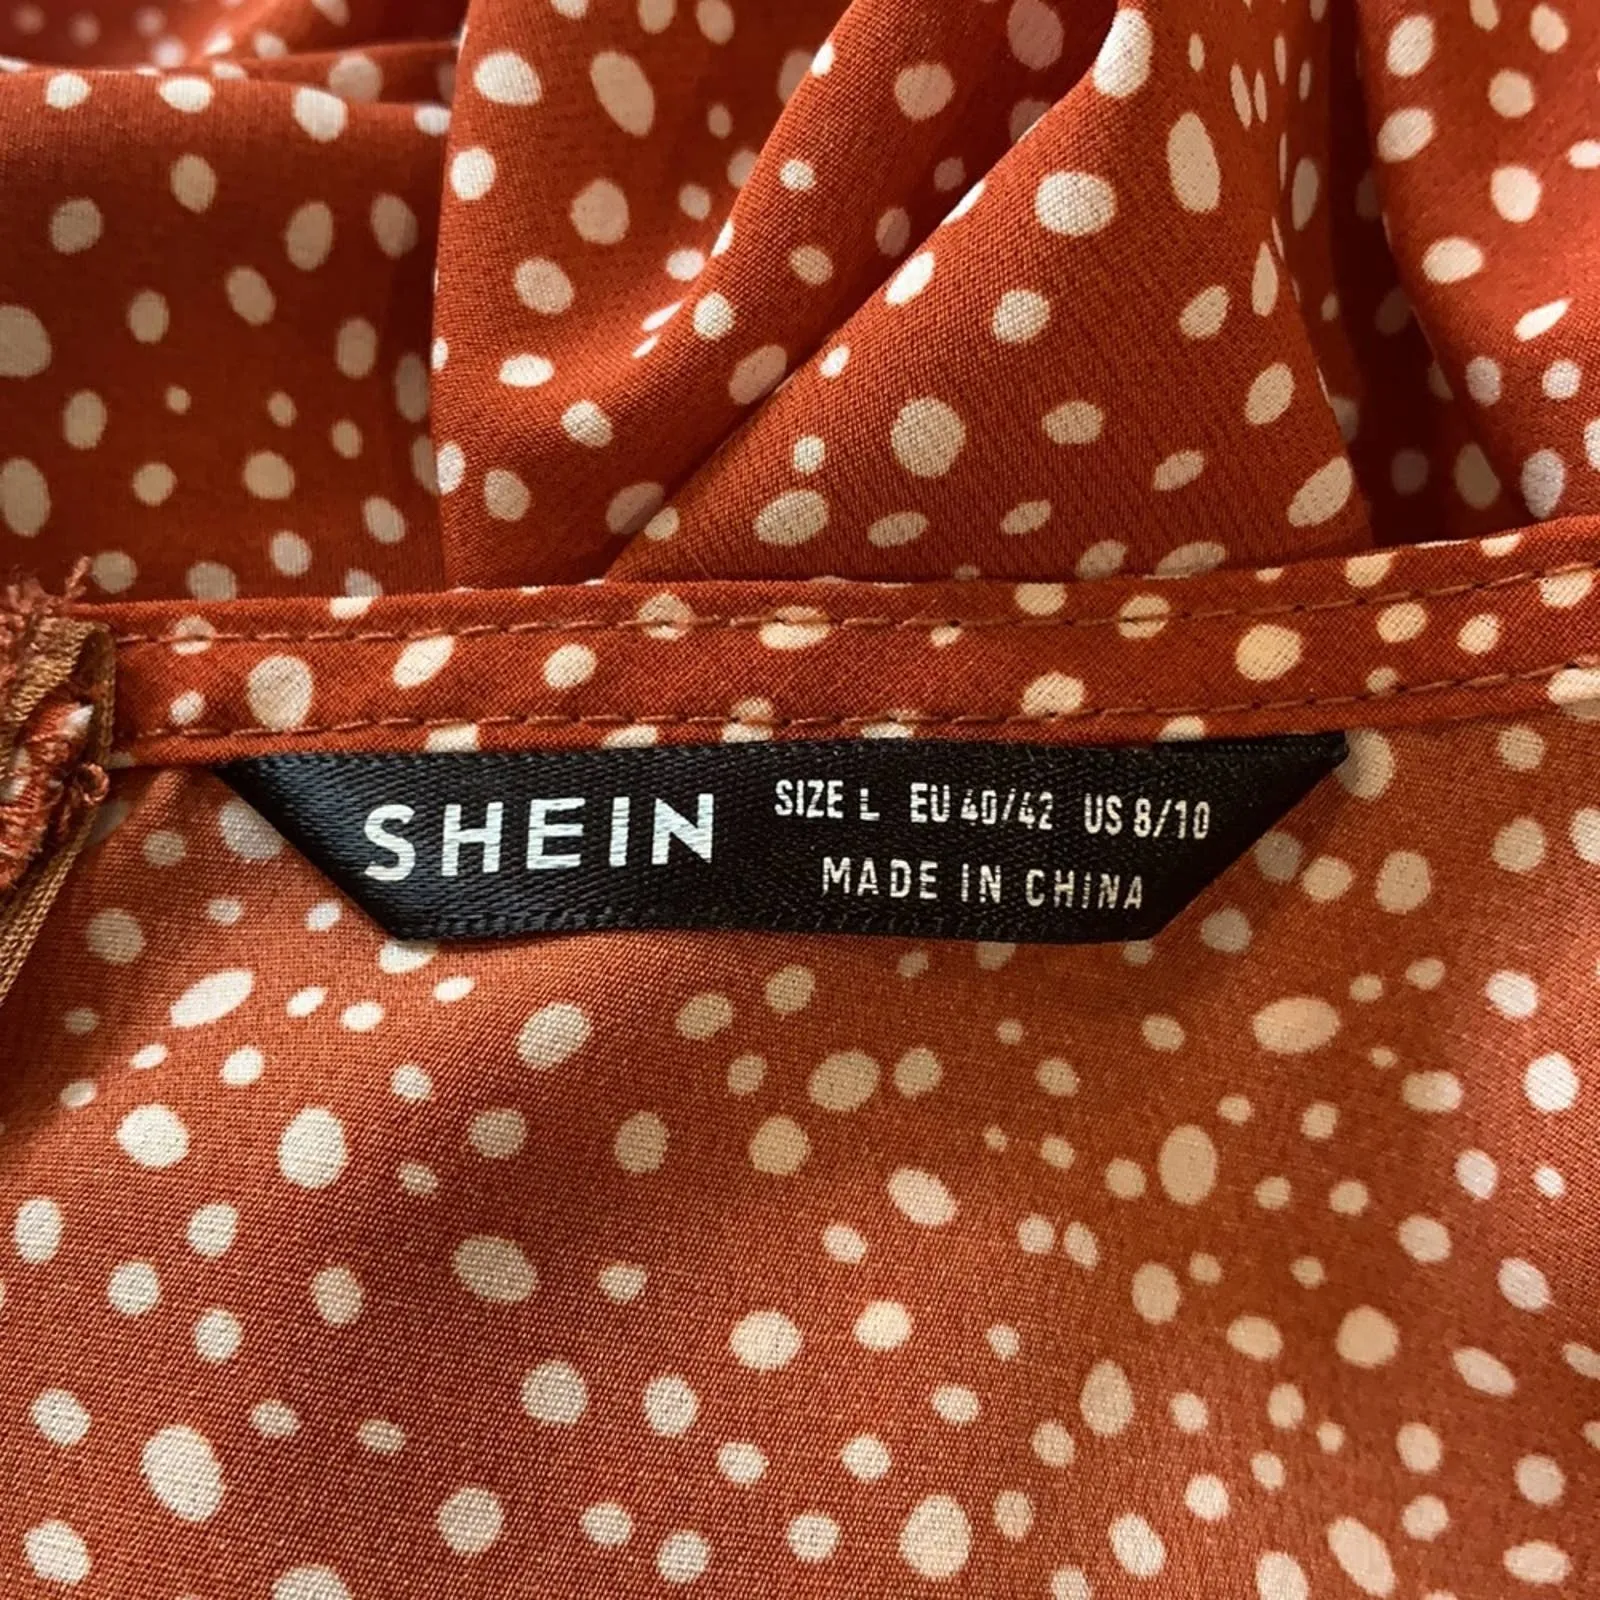 SHEIN
SIZE L EU 40/42 US 8/10
MADE IN CHINA